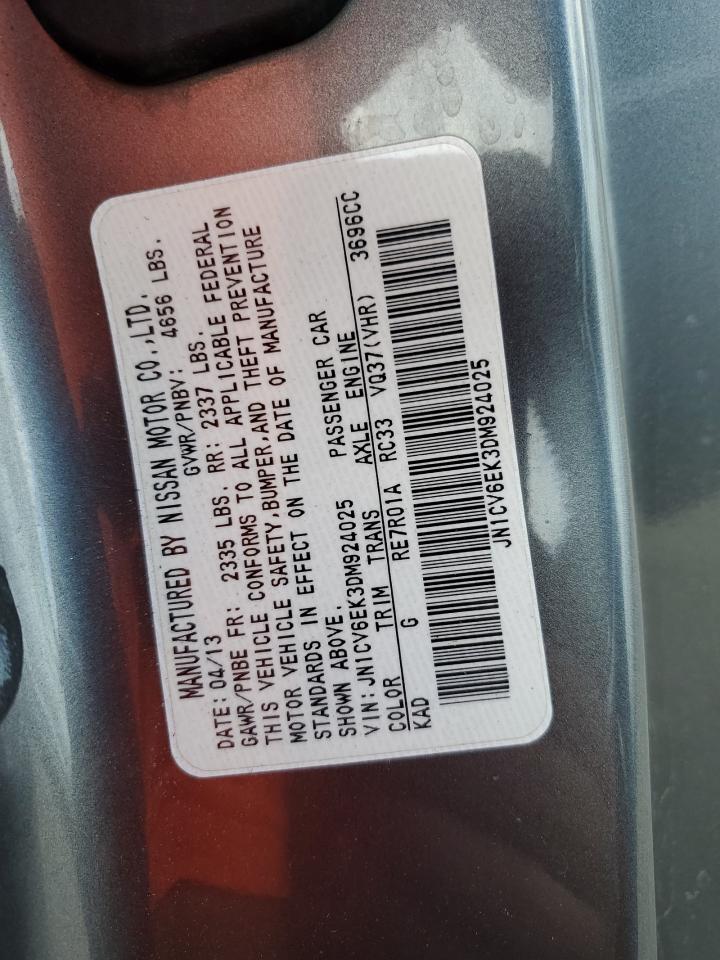 MANUFACTURED BY NISSAN MOTOR CO.,LTD.
DATE: 04/13 GVWR/PNBV: 4656 LBS.
GAWR/PNBE FR: 2335 LBS. RR: 2337 LBS.
THIS VEHICLE CONFORMS TO ALL APPLICABLE FEDERAL
MOTOR VEHICLE SAFETY,BUMPER,AND THEFT PREVENTION
STANDARDS IN EFFECT ON THE DATE OF MANUFACTURE
SHOWN ABOVE.
VIN: JN1CV6EK3DM924025 PASSENGER CAR
COLOR TRIM TRANS AXLE ENGINE
KAD G RE7R01A RC33 VQ37(VHR) 3696CC
JN1CV6EK3DM924025